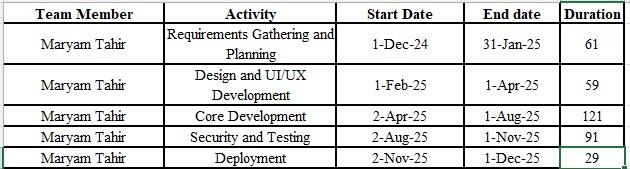 Team Member Activity Start Date End date Duration
Maryam Tahir Requirements Gathering and Planning 1-Dec-24 31-Jan-25 61
Maryam Tahir Design and UI/UX Development 1-Feb-25 1-Apr-25 59
Maryam Tahir Core Development 2-Apr-25 1-Aug-25 121
Maryam Tahir Security and Testing 2-Aug-25 1-Nov-25 91
Maryam Tahir Deployment 2-Nov-25 1-Dec-25 29